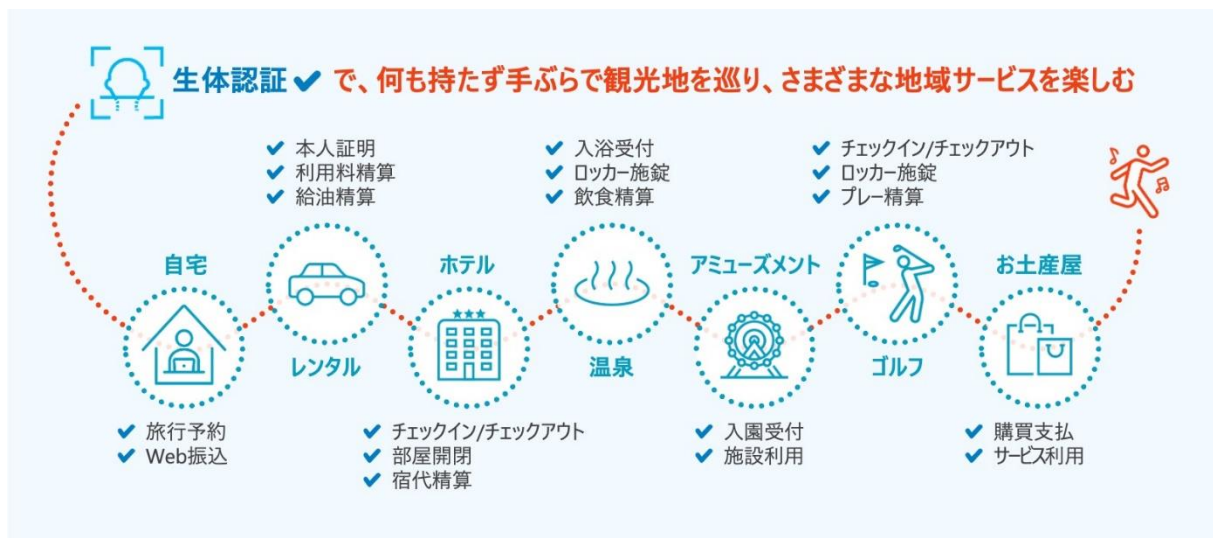 生体認証✔で、何も持たず手ぶらで観光地を巡り、さまざまな地域サービスを楽しむ
自宅
✔ 旅行予約
✔ Web振込
✔ 本人証明
✔ 利用料精算
✔ 給油精算
レンタル
ホテル
✔ チェックイン/チェックアウト
✔ 部屋開閉
✔ 宿代精算
✔ 入浴受付
✔ ロッカー施錠
✔ 飲食精算
温泉
アミューズメント
✔ 入園受付
✔ 施設利用
✔ チェックイン/チェックアウト
✔ ロッカー施錠
✔ プレー精算
ゴルフ
お土産屋
✔ 購買支払
✔ サービス利用